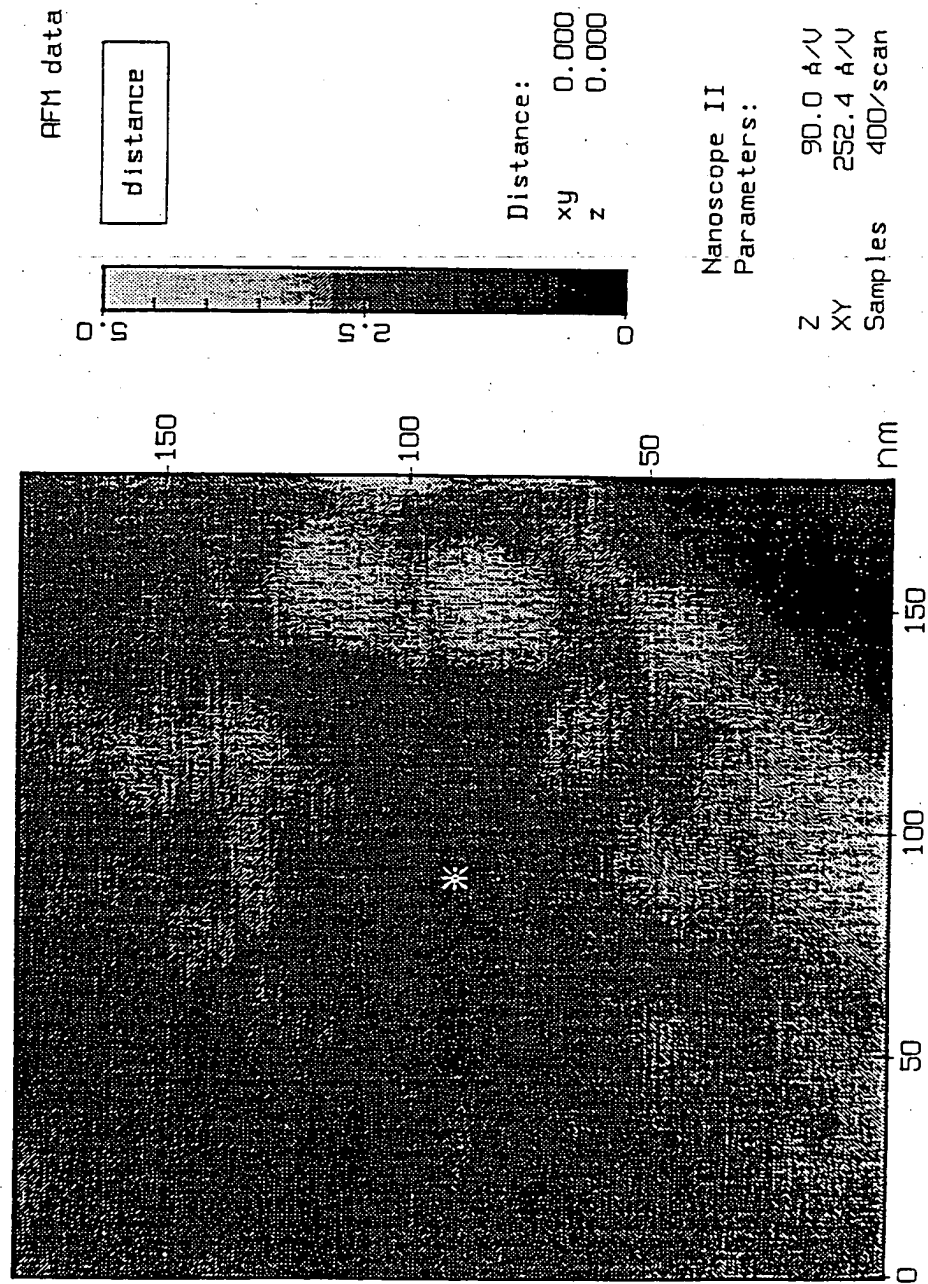 AFM data
distance
5.0
2.5
0
Distance:
xy 0.000
z 0.000
Nanoscope II
Parameters:
Z 90.0 Å/V
XY 252.4 Å/V
Samples 400/scan
150
100
50
nm
0
50
100
150